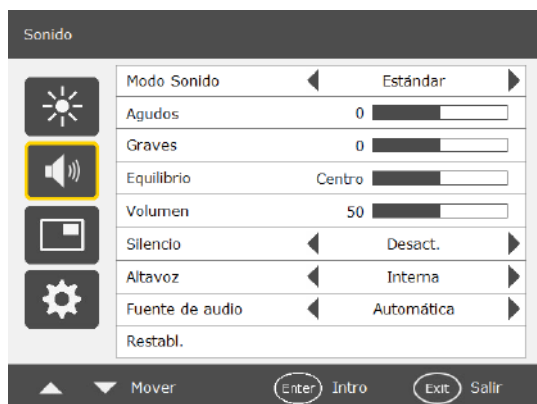 Sonido
Modo Sonido Estándar
Agudos 0
Graves 0
Equilibrio Centro
Volumen 50
Silencio Desact.
Altavoz Interna
Fuente de audio Automática
Restabl.
Mover Enter Intro Exit Salir